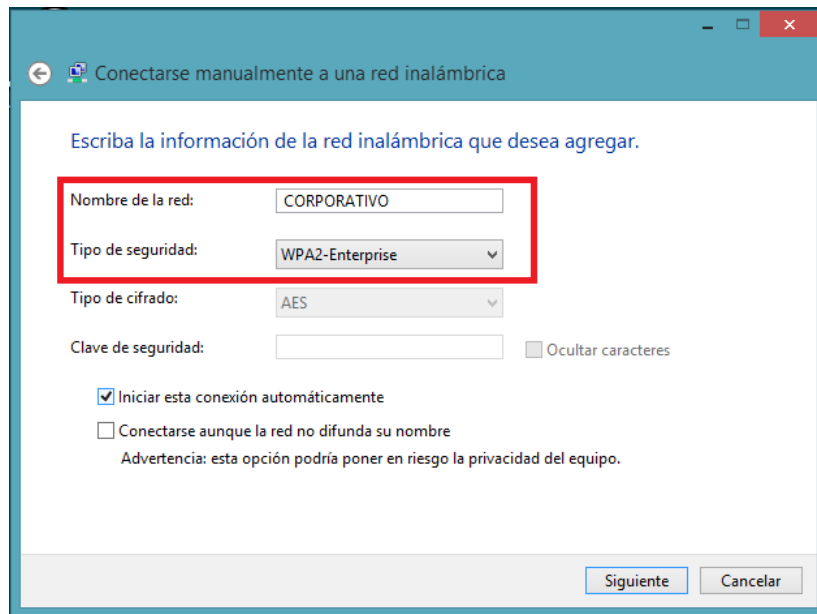 Conectarse manualmente a una red inalámbrica
Escriba la información de la red inalámbrica que desea agregar.
Nombre de la red: CORPORATIVO
Tipo de seguridad: WPA2-Enterprise
Tipo de cifrado: AES
Clave de seguridad: Ocultar caracteres
Iniciar esta conexión automáticamente
Conectarse aunque la red no difunda su nombre
Advertencia: esta opción podría poner en riesgo la privacidad del equipo.
Siguiente Cancelar